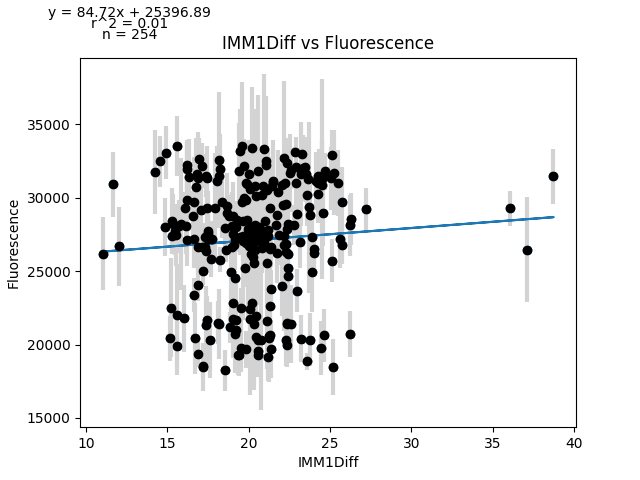 y = 84.72x + 25396.89
r^2 = 0.01
n = 254
IMM1Diff vs Fluorescence
35000
30000
25000
20000
15000
Fluorescence
10 15 20 25 30 35 40
IMM1Diff